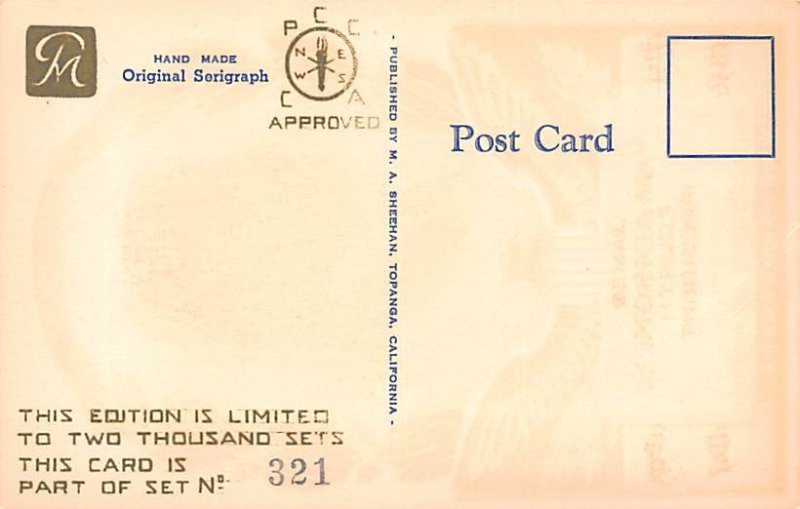 M
HAND MADE
Original Serigraph
P C C
N E
W S
C A
APPROVED
- PUBLISHED BY M. A. SHEEHAN, TOPANGA, CALIFORNIA -
Post Card
THIS EDITION IS LIMITED
TO TWO THOUSAND SETS
THIS CARD IS
PART OF SET Nº 321